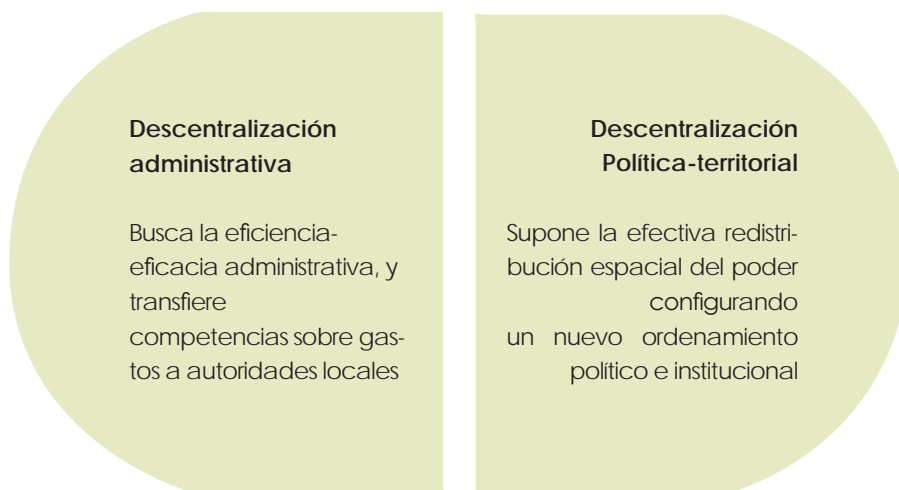 Descentralización
administrativa
Busca la eficiencia-
eficacia administrativa, y
transfiere
competencias sobre gas-
tos a autoridades locales
Descentralización
Política-territorial
Supone la efectiva redistri-
bución espacial del poder
configurando
un nuevo ordenamiento
político e institucional